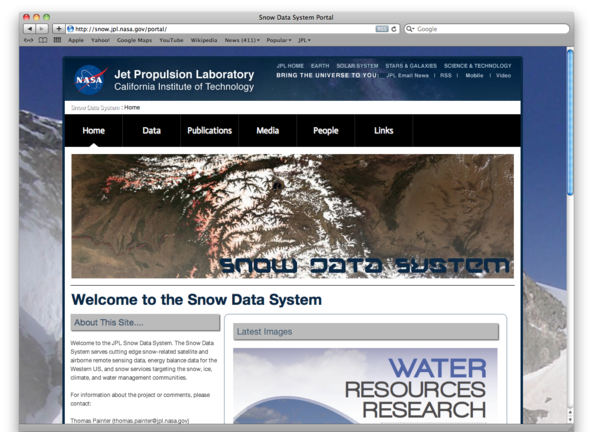 Snow Data System Portal
http://snow.jpl.nasa.gov/portal/
RSS
Google
Apple Yahoo! Google Maps YouTube Wikipedia News (411) Popular JPL
NASA
Jet Propulsion Laboratory
California Institute of Technology
JPL HOME EARTH SOLAR SYSTEM STARS & GALAXIES SCIENCE & TECHNOLOGY
BRING THE UNIVERSE TO YOU: JPL Email News | RSS | Mobile | Video
Snow Data System : Home
Home Data Publications Media People Links
SNOW DATA SYSTEM
Welcome to the Snow Data System
About This Site....
Welcome to the JPL Snow Data System. The Snow
Data System serves cutting edge snow-related satellite and
airborne remote sensing data, energy balance data for the
Western US, and snow services targeting the snow, ice,
climate, and water management communities.
For information about the project or comments, please
contact:
Thomas Painter (thomas.painter@jpl.nasa.gov)
Latest Images
WATER
RESOURCES
RESEARCH